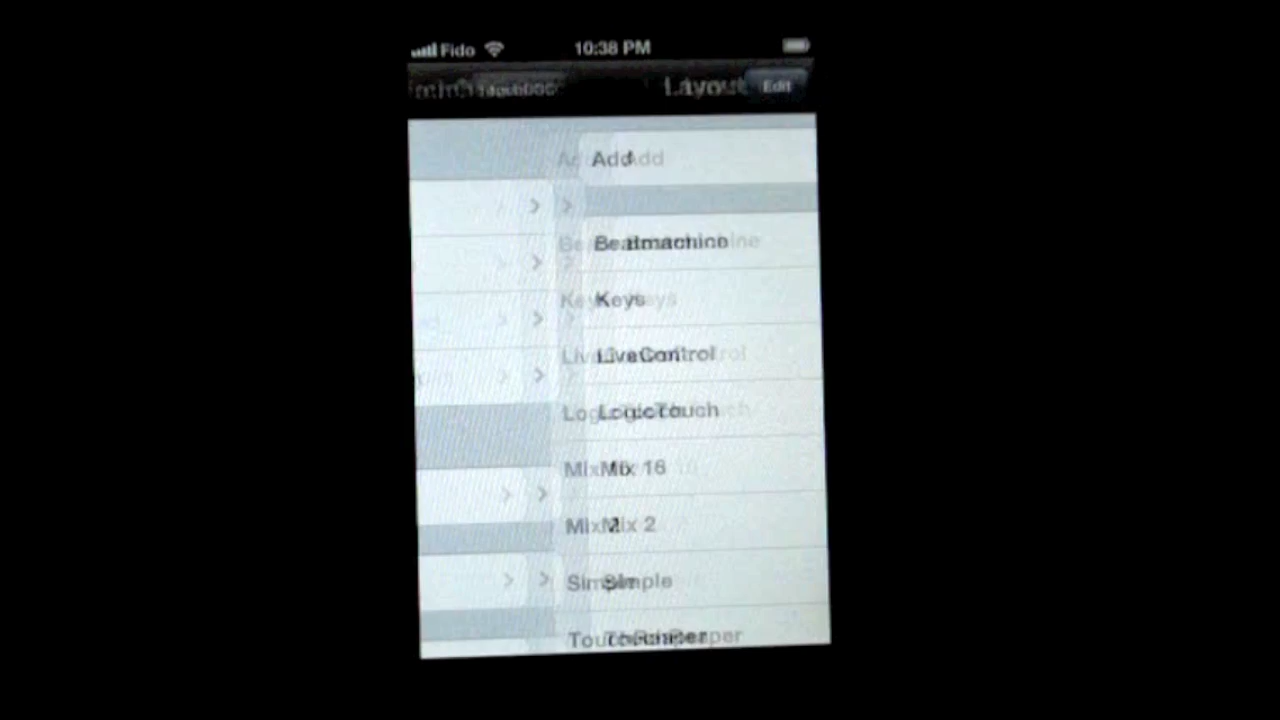 Fido 10:38 PM
Layout Edit
Add
Beatmachine
Keys
LiveControl
LogicTouch
Mix 16
Mix 2
Simple